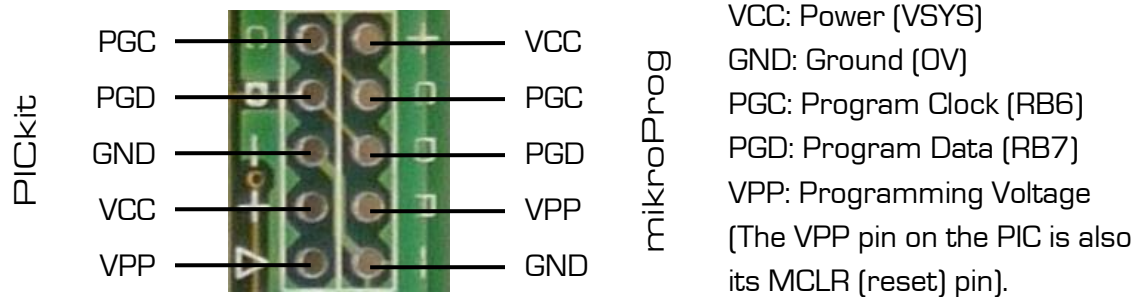 PICkit
PGC
PGD
GND
VCC
VPP
VCC
PGC
PGD
VPP
GND
mikroProg
VCC: Power (VSYS)
GND: Ground (0V)
PGC: Program Clock (RB6)
PGD: Program Data (RB7)
VPP: Programming Voltage
(The VPP pin on the PIC is also
its MCLR (reset) pin).